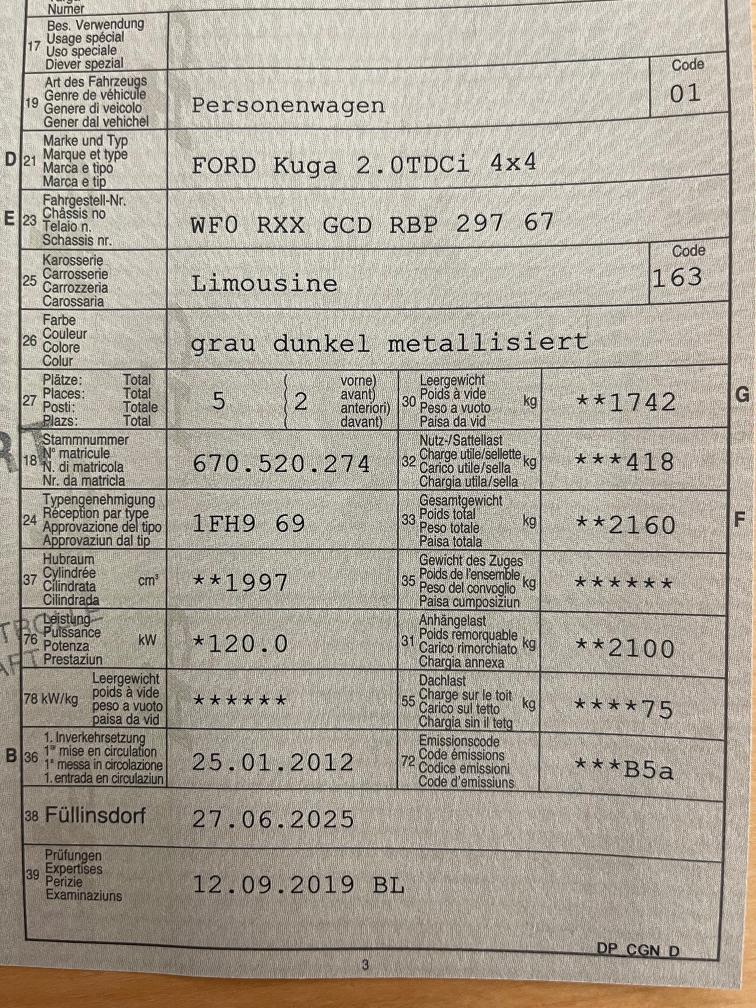 Numer
17 Bes. Verwendung
Usage spécial
Uso speciale
Diever spezial
19 Art des Fahrzeugs
Genre de véhicule
Genere di veicolo
Gener dal vehichel
Personenwagen
Code
01
D 21 Marke und Typ
Marque et type
Marca e tipo
Marca e tip
FORD Kuga 2.0TDCi 4x4
E 23 Fahrgestell-Nr.
Châssis no
Telaio n.
Schassis nr.
WF0 RXX GCD RBP 297 67
25 Karosserie
Carrosserie
Carrozzeria
Carossaria
Limousine
Code
163
26 Farbe
Couleur
Colore
Colur
grau dunkel metallisiert
27 Plätze: Total
Places: Total
Posti: Totale
Plazs: Total
5 ( 2 vorne)
avant)
anteriori)
davant)
30 Leergewicht
Poids à vide
Peso a vuoto
Paisa da vid
kg
**1742
G
18 Stammnummer
N° matricule
N. di matricola
Nr. da matricla
670.520.274
32 Nutz-/Sattellast
Charge utile/sellette
Carico utile/sella
Chargia utila/sella
kg
***418
24 Typengenehmigung
Réception par type
Approvazione del tipo
Approvaziun dal tip
1FH9 69
33 Gesamtgewicht
Poids total
Peso totale
Paisa totala
kg
**2160
F
37 Hubraum
Cylindrée
Cilindrata
Cilindrada
cm³
**1997
35 Gewicht des Zuges
Poids de l'ensemble
Peso del convoglio
Paisa cumposiziun
kg
******
76 Leistung
Puissance
Potenza
Prestaziun
kW
*120.0
31 Anhängelast
Poids remorquable
Carico rimorchiato
Chargia annexa
kg
**2100
78 kW/kg Leergewicht
poids à vide
peso a vuoto
paisa da vid
******
55 Dachlast
Charge sur le toit
Carico sul tetto
Chargia sin il tetg
kg
****75
B 36 1. Inverkehrsetzung
1re mise en circulation
1a messa in circolazione
1. entrada en circulaziun
25.01.2012
72 Emissionscode
Code émissions
Codice emissioni
Code d'emissiuns
***B5a
38 Füllinsdorf
27.06.2025
39 Prüfungen
Expertises
Perizie
Examinaziuns
12.09.2019 BL
DP CGN D
3